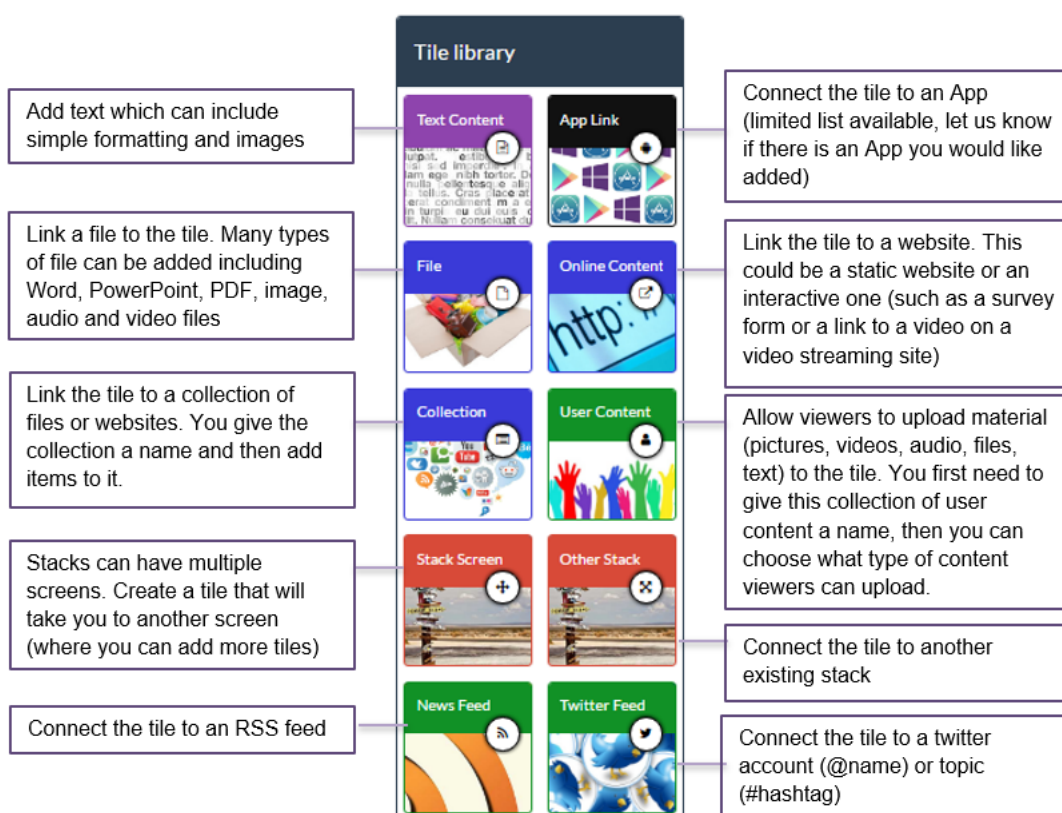 Tile library
Add text which can include
simple formatting and images
Text Content
App Link
Connect the tile to an App
(limited list available, let us know
if there is an App you would like
added)
Link a file to the tile. Many types
of file can be added including
Word, PowerPoint, PDF, image,
audio and video files
File
Online Content
http:
Link the tile to a website. This
could be a static website or an
interactive one (such as a survey
form or a link to a video on a
video streaming site)
Link the tile to a collection of
files or websites. You give the
collection a name and then add
items to it.
Collection
You
Tube
User Content
Allow viewers to upload material
(pictures, videos, audio, files,
text) to the tile. You first need to
give this collection of user
content a name, then you can
choose what type of content
viewers can upload.
Stacks can have multiple
screens. Create a tile that will
take you to another screen
(where you can add more tiles)
Stack Screen
Other Stack
Connect the tile to another
existing stack
Connect the tile to an RSS feed
News Feed
Twitter Feed
Connect the tile to a twitter
account (@name) or topic
(#hashtag)